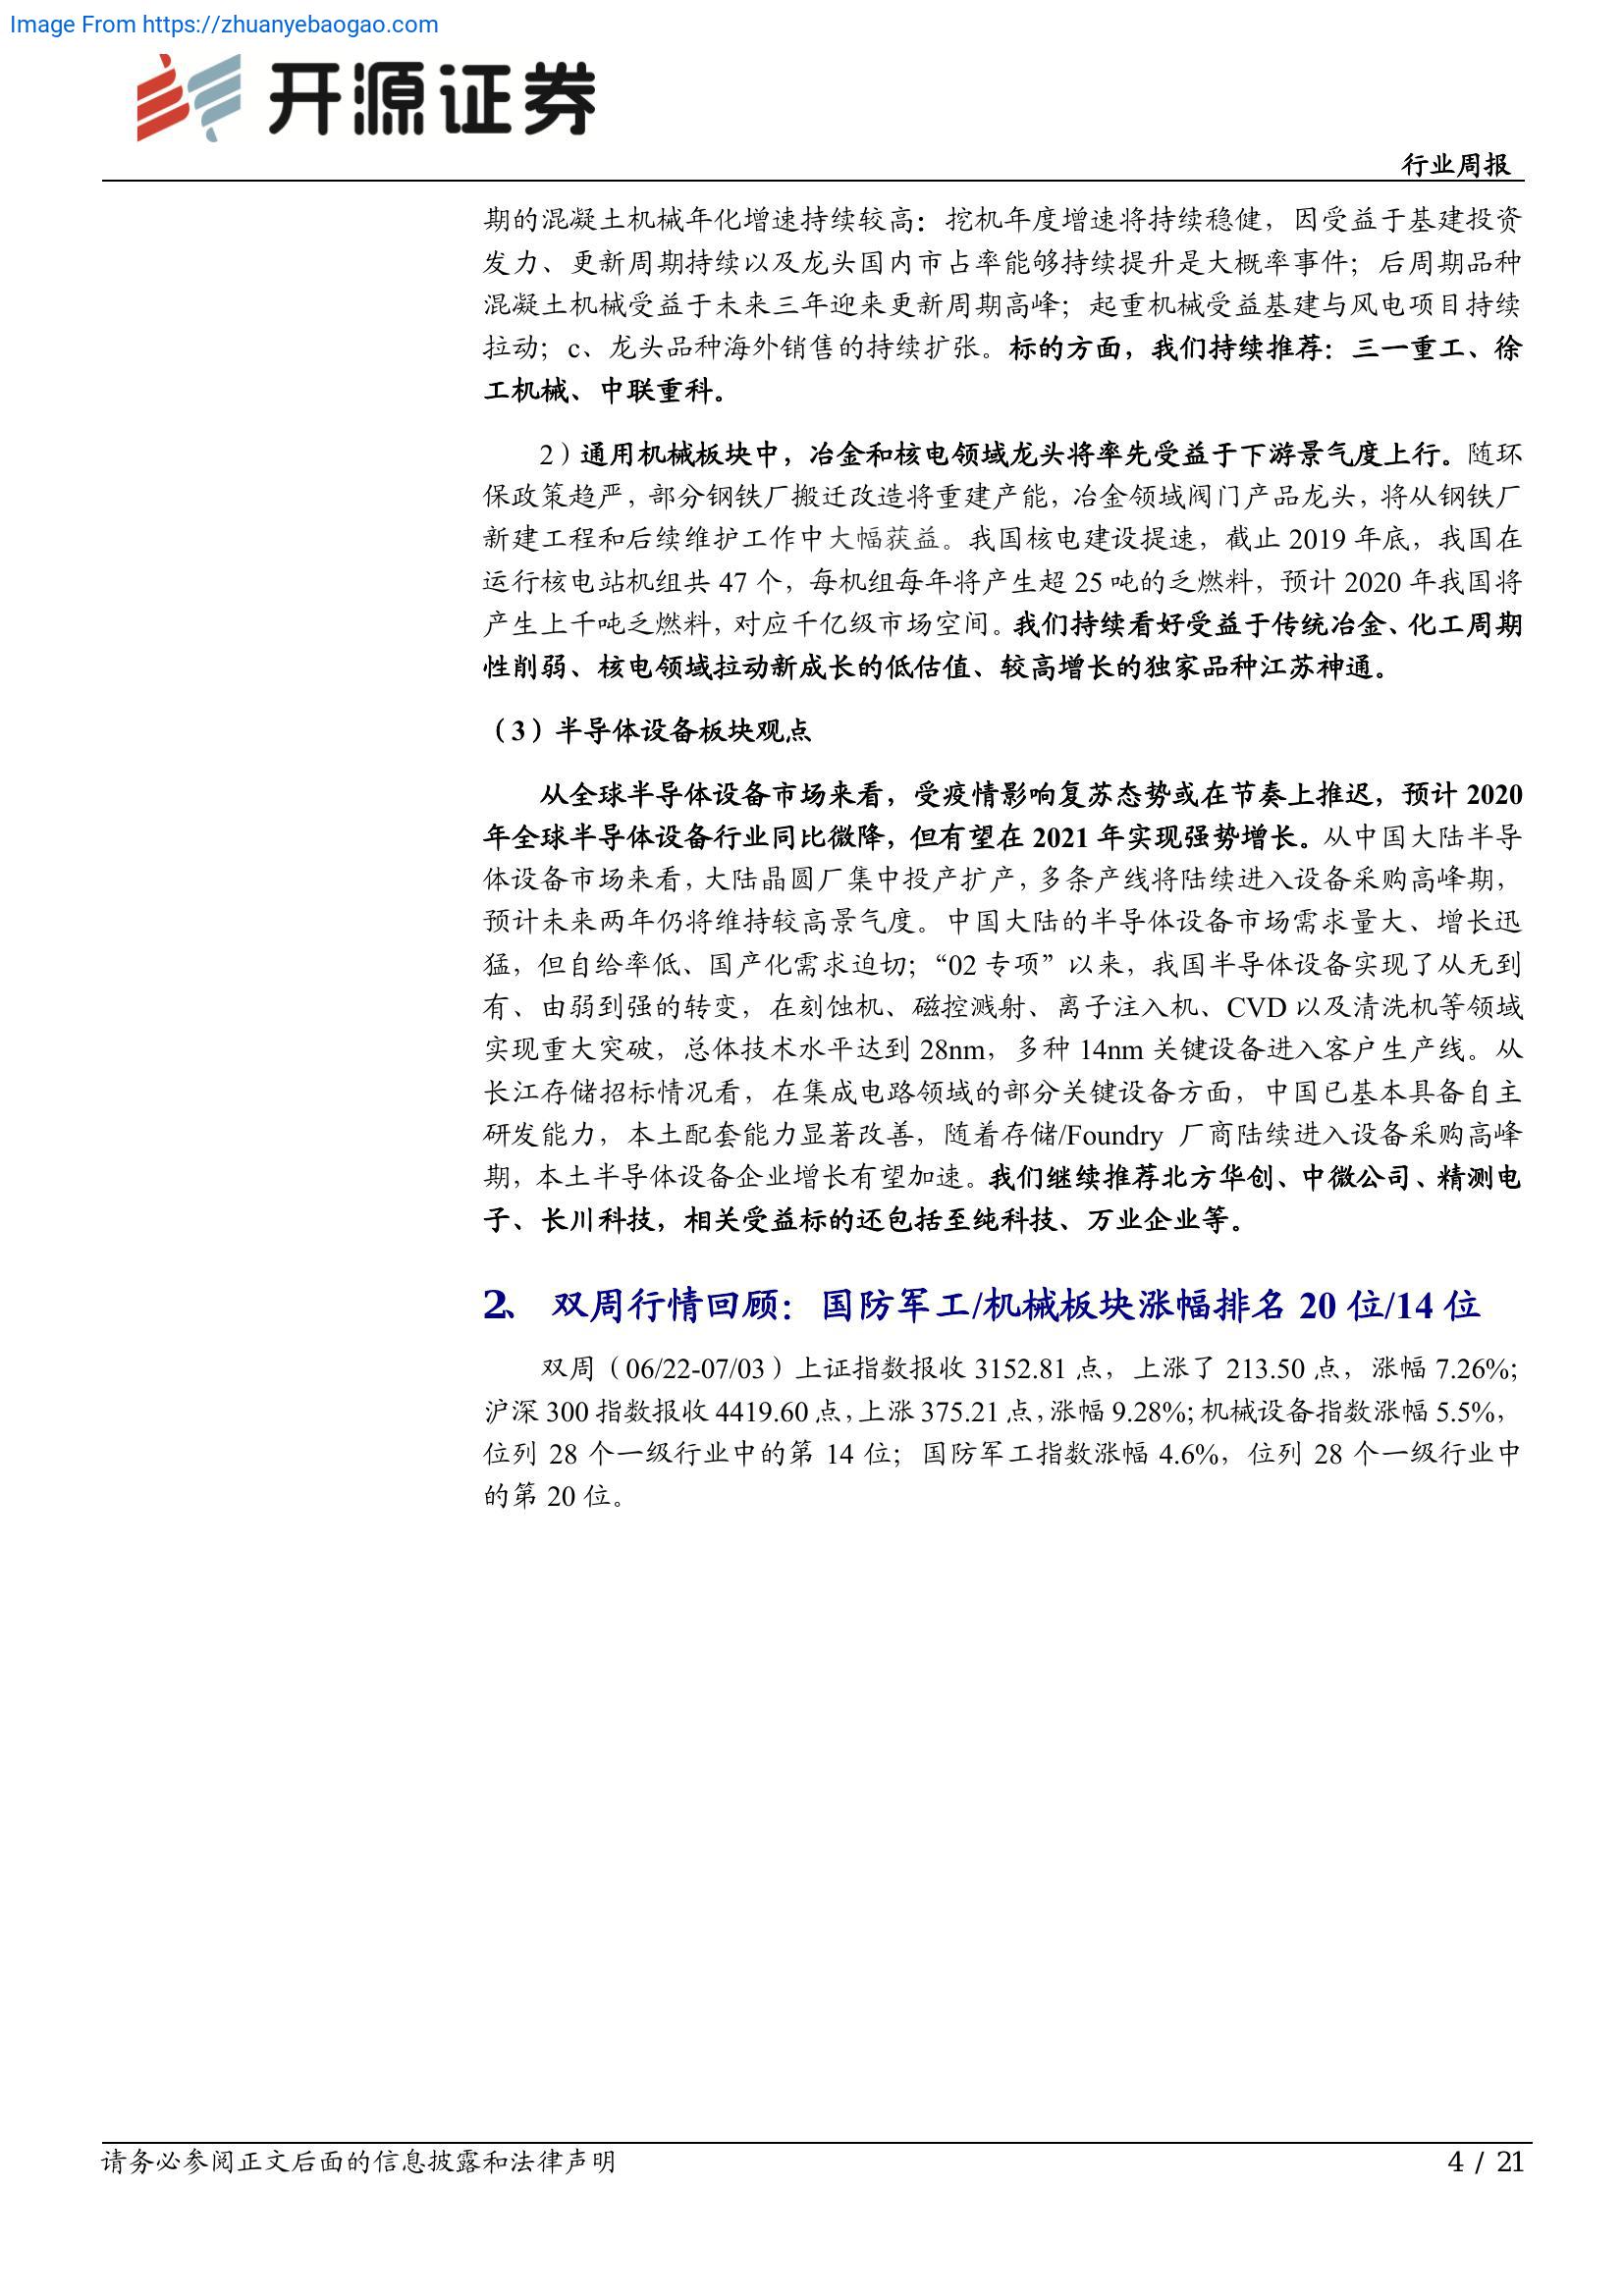 Image From https://zhuanyebaogao.com
开源证券
行业周报
期的混凝土机械年化增速持续较高：挖机年度增速将持续稳健，因受益于基建投资
发力、更新周期持续以及龙头国内市占率能够持续提升是大概率事件；后周期品种
混凝土机械受益于未来三年迎来更新周期高峰；起重机械受益基建与风电项目持续
拉动；c、龙头品种海外销售的持续扩张。标的方面，我们持续推荐：三一重工、徐
工机械、中联重科。
2）通用机械板块中，冶金和核电领域龙头将率先受益于下游景气度上行。随环
保政策趋严，部分钢铁厂搬迁改造将重建产能，冶金领域阀门产品龙头，将从钢铁厂
新建工程和后续维护工作中大幅获益。我国核电建设提速，截止 2019 年底，我国在
运行核电站机组共 47 个，每机组每年将产生超 25 吨的乏燃料，预计 2020 年我国将
产生上千吨乏燃料，对应千亿级市场空间。我们持续看好受益于传统冶金、化工周期
性削弱、核电领域拉动新成长的低估值、较高增长的独家品种江苏神通。
（3）半导体设备板块观点
从全球半导体设备市场来看，受疫情影响复苏态势或在节奏上推迟，预计 2020
年全球半导体设备行业同比微降，但有望在 2021 年实现强势增长。从中国大陆半导
体设备市场来看，大陆晶圆厂集中投产扩产，多条产线将陆续进入设备采购高峰期，
预计未来两年仍将维持较高景气度。中国大陆的半导体设备市场需求量大、增长迅
猛，但自给率低、国产化需求迫切；“02 专项”以来，我国半导体设备实现了从无到
有、由弱到强的转变，在刻蚀机、磁控溅射、离子注入机、CVD 以及清洗机等领域
实现重大突破，总体技术水平达到 28nm，多种 14nm 关键设备进入客户生产线。从
长江存储招标情况看，在集成电路领域的部分关键设备方面，中国已基本具备自主
研发能力，本土配套能力显著改善，随着存储/Foundry 厂商陆续进入设备采购高峰
期，本土半导体设备企业增长有望加速。我们继续推荐北方华创、中微公司、精测电
子、长川科技，相关受益标的还包括至纯科技、万业企业等。
2、 双周行情回顾：国防军工/机械板块涨幅排名 20 位/14 位
双周（06/22-07/03）上证指数报收 3152.81 点，上涨了 213.50 点，涨幅 7.26%;
沪深 300 指数报收 4419.60 点，上涨 375.21 点，涨幅 9.28%; 机械设备指数涨幅 5.5%，
位列 28 个一级行业中的第 14 位；国防军工指数涨幅 4.6%，位列 28 个一级行业中
的第 20 位。
请务必参阅正文后面的信息披露和法律声明
4 / 21